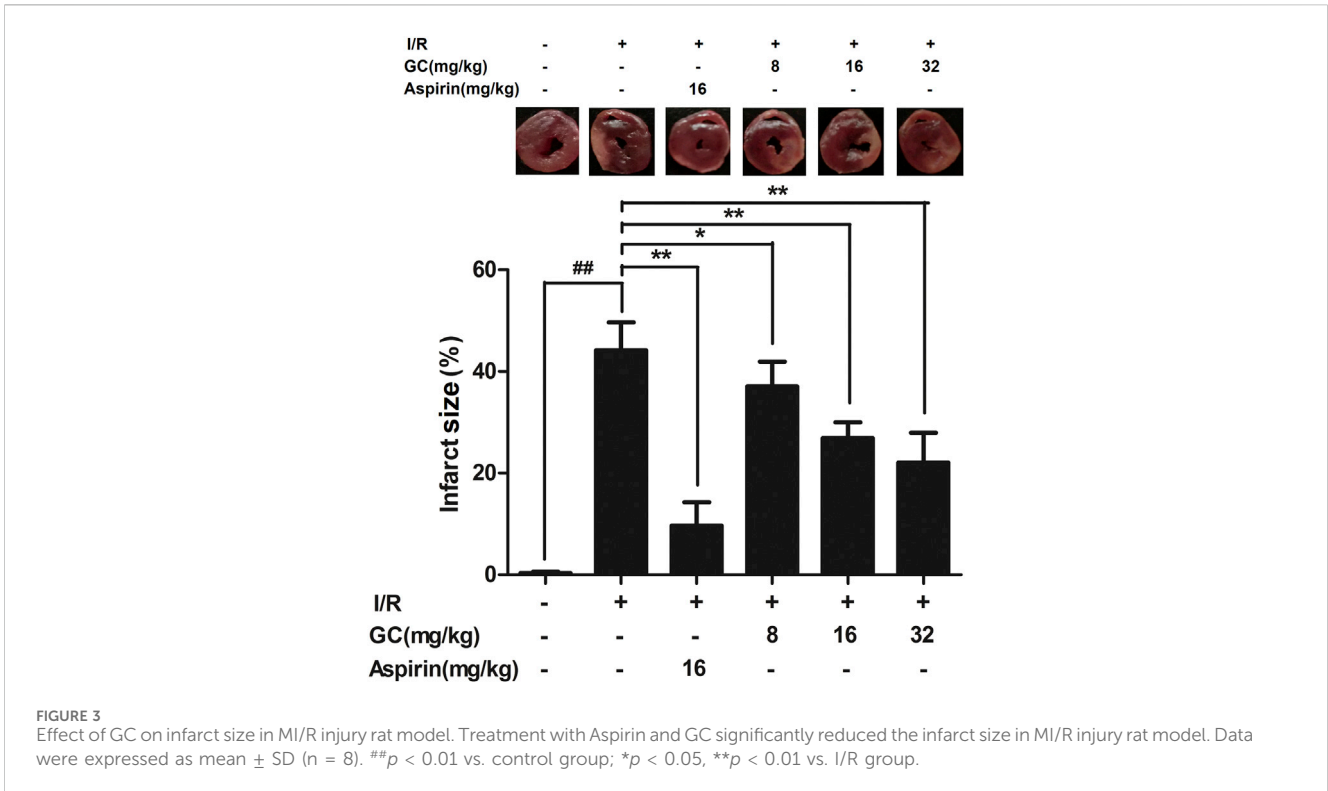 I/R - + + + + +
GC(mg/kg) - - - 8 16 32
Aspirin(mg/kg) - - 16 - - -
**
**
*
**
##
60
40
20
0
Infarct size (%)
I/R - + + + + +
GC(mg/kg) - - - 8 16 32
Aspirin(mg/kg) - - 16 - - -
FIGURE 3
Effect of GC on infarct size in MI/R injury rat model. Treatment with Aspirin and GC significantly reduced the infarct size in MI/R injury rat model. Data
were expressed as mean ± SD (n = 8). ##p < 0.01 vs. control group; *p < 0.05, **p < 0.01 vs. I/R group.